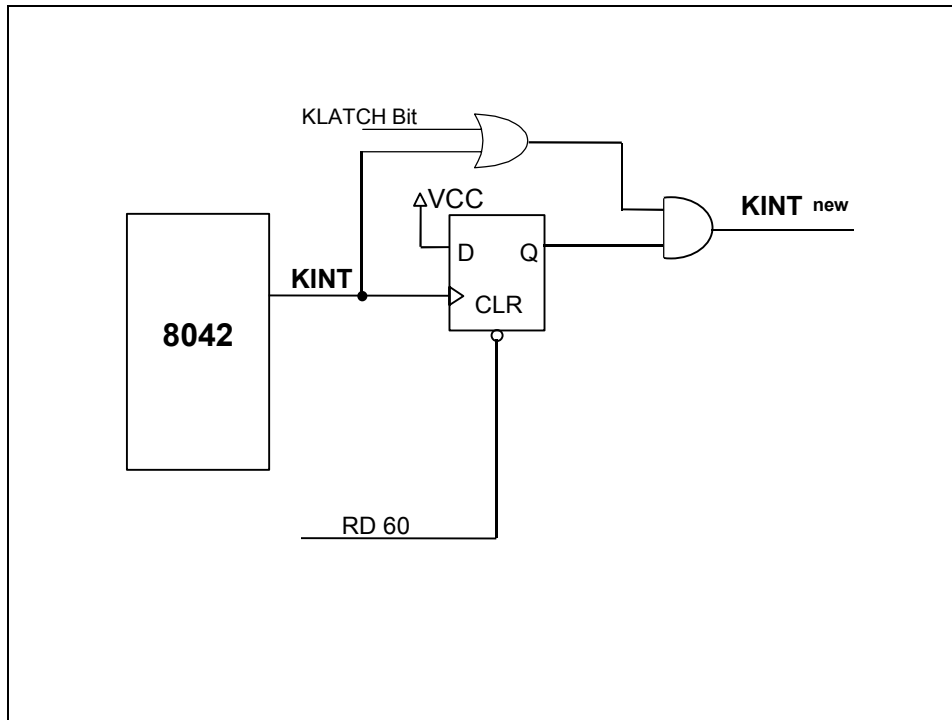 KLATCH Bit
VCC
KINT new
D Q
KINT
CLR
8042
RD 60